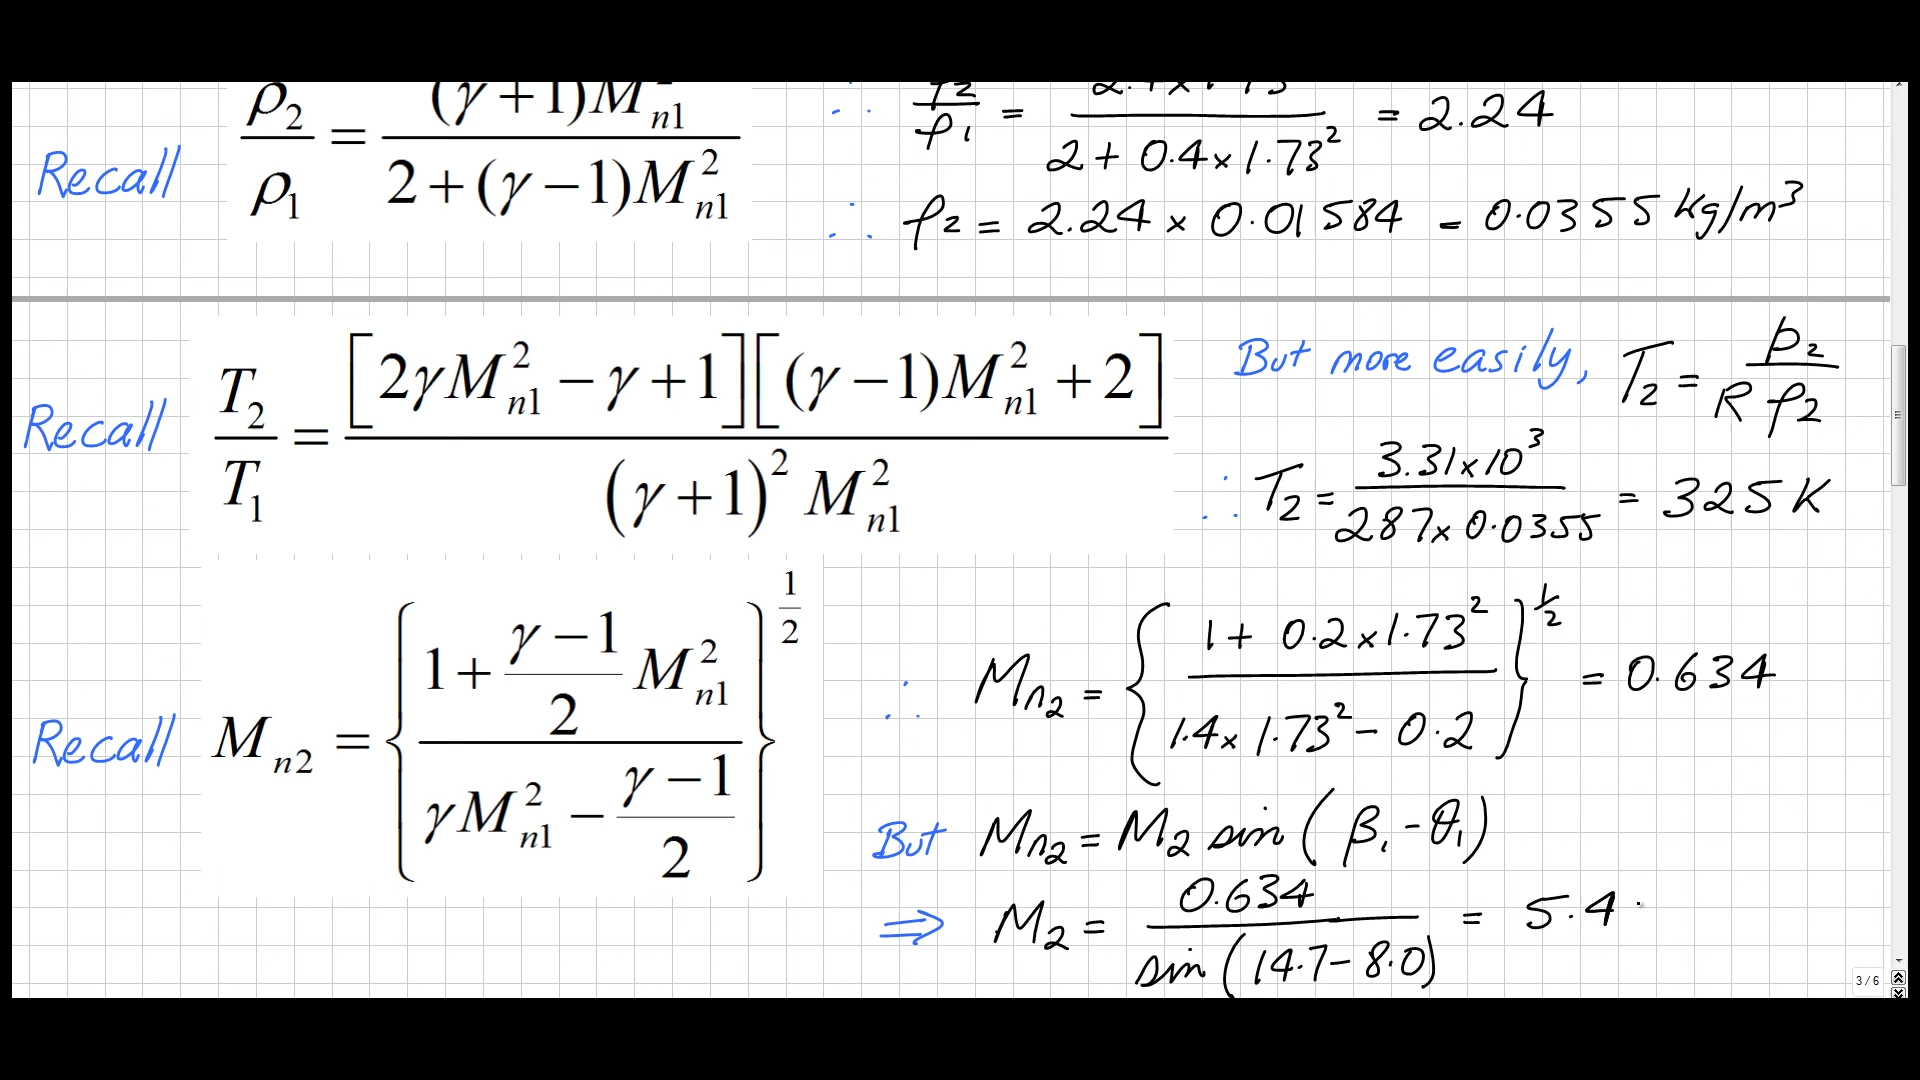 Recall ρ2/ρ1 = (γ+1)M²n1 / 2+(γ−1)M²n1 ∴ ρ2/ρ1 = 2.4×1.73² / 2+0.4×1.73² = 2.24
∴ ρ2 = 2.24 × 0.01584 = 0.0355 kg/m³
Recall T2/T1 = [2γM²n1 − γ + 1][(γ−1)M²n1 + 2] / (γ+1)² M²n1
But more easily, T2 = p2 / R ρ2
∴ T2 = 3.31×10³ / 287×0.0355 = 325 K
Recall Mn2 = {1 + γ−1/2 M²n1 / γM²n1 − γ−1/2}^1/2
∴ Mn2 = {1 + 0.2×1.73² / 1.4×1.73² − 0.2}^1/2 = 0.634
But Mn2 = M2 sin(β1 − θ1)
⇒ M2 = 0.634 / sin(14.7−8.0) = 5.4
3 / 6